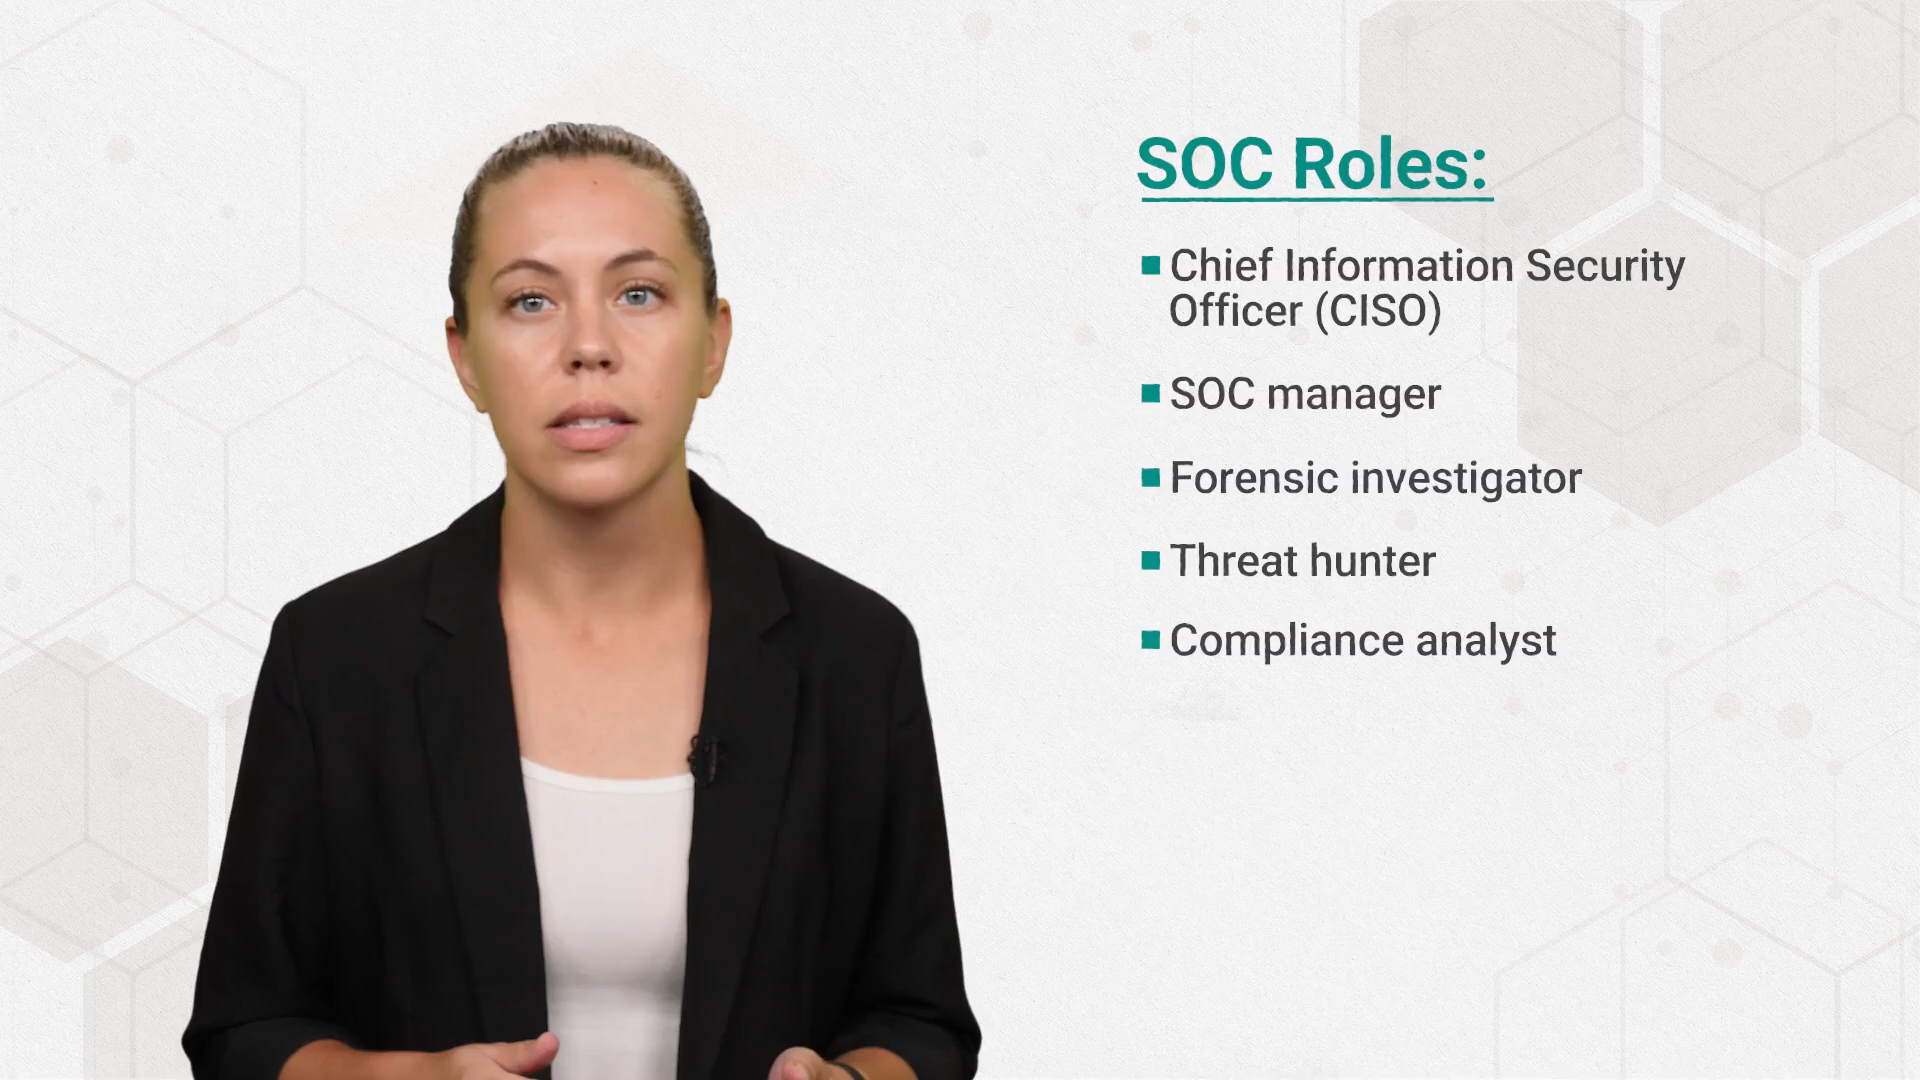 SOC Roles:
Chief Information Security
Officer (CISO)
SOC manager
Forensic investigator
Threat hunter
Compliance analyst